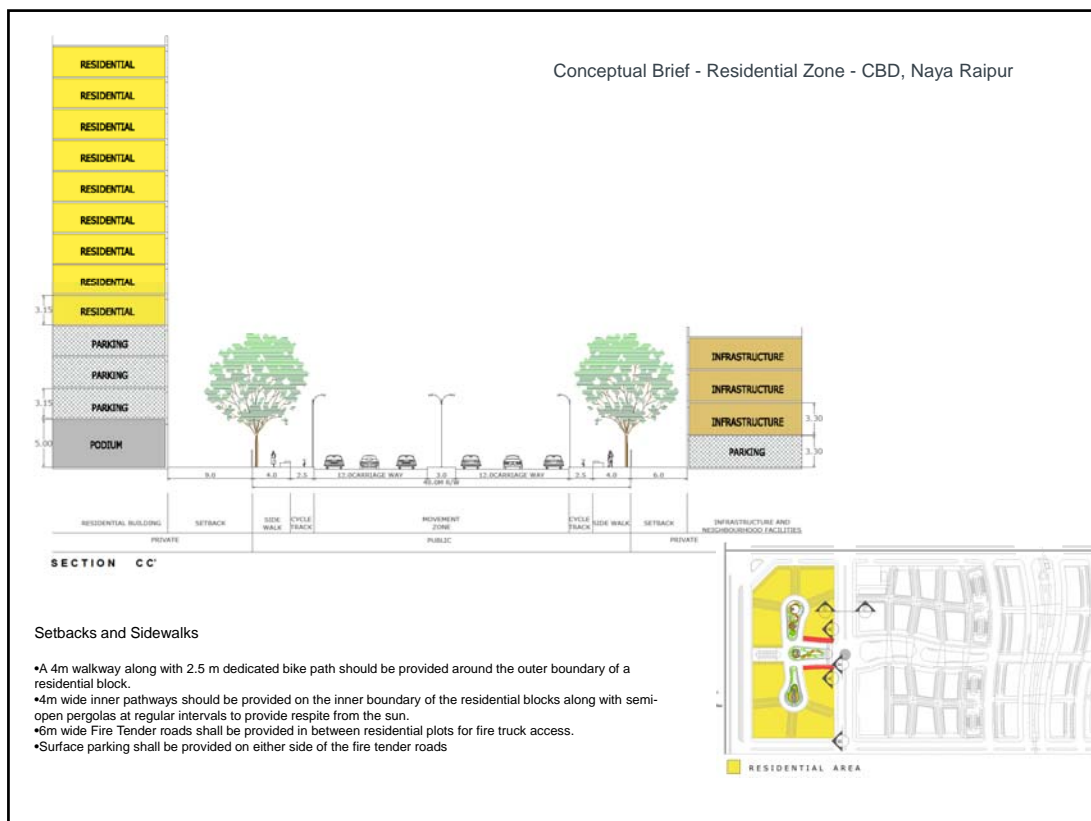 Conceptual Brief - Residential Zone - CBD, Naya Raipur
RESIDENTIAL
RESIDENTIAL
RESIDENTIAL
RESIDENTIAL
RESIDENTIAL
RESIDENTIAL
RESIDENTIAL
RESIDENTIAL
RESIDENTIAL
3.15
PARKING
PARKING
PARKING
3.15
PODIUM
5.00
INFRASTRUCTURE
INFRASTRUCTURE
INFRASTRUCTURE
3.30
PARKING
3.30
9.0 4.0 2.5 12.0CARRIAGE WAY 3.0 12.0CARRIAGE WAY 2.5 4.0 6.0
40.0M R/W
RESIDENTIAL BUILDING SETBACK SIDE WALK CYCLE TRACK MOVEMENT ZONE CYCLE TRACK SIDE WALK SETBACK INFRASTRUCTURE AND NEIGHBOURHOOD FACILITIES
PRIVATE PUBLIC PRIVATE
SECTION CC'
Setbacks and Sidewalks
•A 4m walkway along with 2.5 m dedicated bike path should be provided around the outer boundary of a
residential block.
•4m wide inner pathways should be provided on the inner boundary of the residential blocks along with semi-
open pergolas at regular intervals to provide respite from the sun.
•6m wide Fire Tender roads shall be provided in between residential plots for fire truck access.
•Surface parking shall be provided on either side of the fire tender roads
RESIDENTIAL AREA